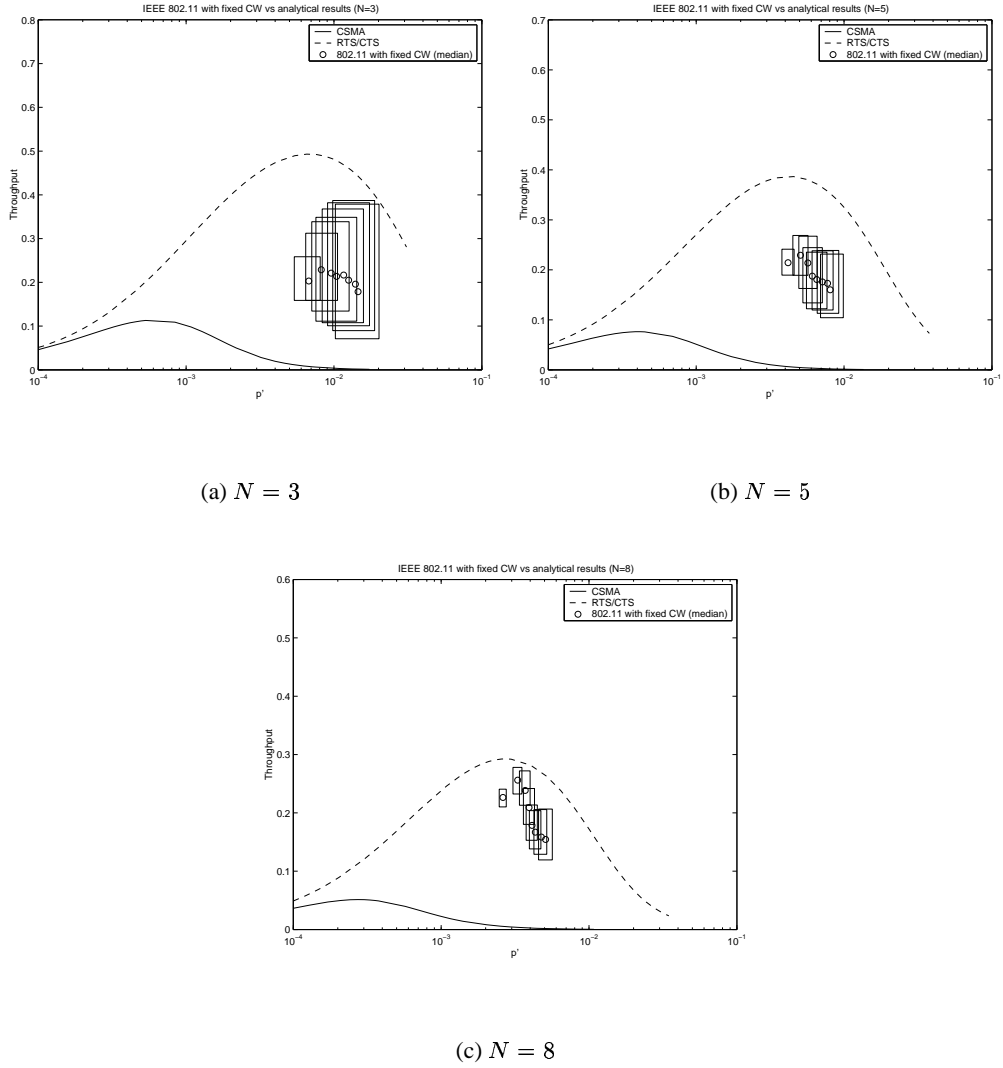 IEEE 802.11 with fixed CW vs analytical results (N=3)
0.8
0.7
0.6
0.5
0.4
0.3
0.2
0.1
0
Throughput
10⁻⁴
10⁻³
10⁻²
10⁻¹
p'
CSMA
RTS/CTS
802.11 with fixed CW (median)
(a) N = 3
IEEE 802.11 with fixed CW vs analytical results (N=5)
0.7
0.6
0.5
0.4
0.3
0.2
0.1
0
Throughput
10⁻⁴
10⁻³
10⁻²
10⁻¹
p'
CSMA
RTS/CTS
802.11 with fixed CW (median)
(b) N = 5
IEEE 802.11 with fixed CW vs analytical results (N=8)
0.6
0.5
0.4
0.3
0.2
0.1
0
Throughput
10⁻⁴
10⁻³
10⁻²
10⁻¹
p'
CSMA
RTS/CTS
802.11 with fixed CW (median)
(c) N = 8